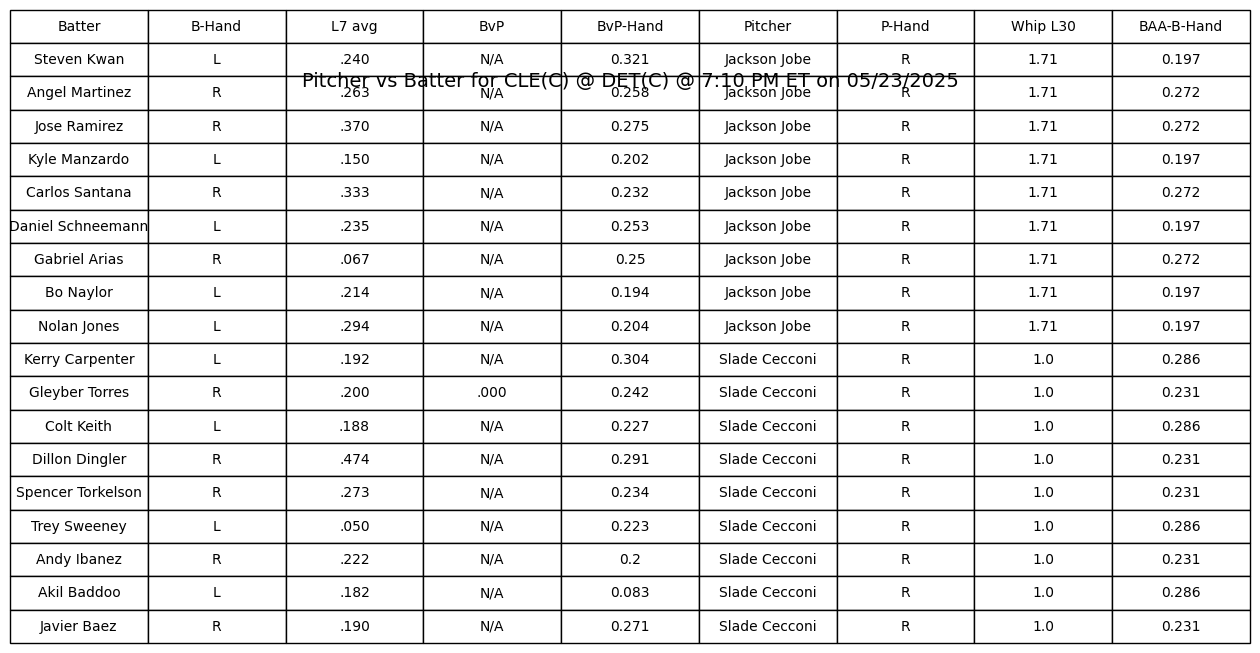 Batter B-Hand L7 avg BvP BvP-Hand Pitcher P-Hand Whip L30 BAA-B-Hand
Steven Kwan L .240 N/A 0.321 Jackson Jobe R 1.71 0.197
Pitcher vs Batter for CLE(C) @ DET(C) @ 7:10 PM ET on 05/23/2025
Angel Martinez R .263 N/A 0.258 Jackson Jobe R 1.71 0.272
Jose Ramirez R .370 N/A 0.275 Jackson Jobe R 1.71 0.272
Kyle Manzardo L .150 N/A 0.202 Jackson Jobe R 1.71 0.197
Carlos Santana R .333 N/A 0.232 Jackson Jobe R 1.71 0.272
Daniel Schneemann L .235 N/A 0.253 Jackson Jobe R 1.71 0.197
Gabriel Arias R .067 N/A 0.25 Jackson Jobe R 1.71 0.272
Bo Naylor L .214 N/A 0.194 Jackson Jobe R 1.71 0.197
Nolan Jones L .294 N/A 0.204 Jackson Jobe R 1.71 0.197
Kerry Carpenter L .192 N/A 0.304 Slade Cecconi R 1.0 0.286
Gleyber Torres R .200 .000 0.242 Slade Cecconi R 1.0 0.231
Colt Keith L .188 N/A 0.227 Slade Cecconi R 1.0 0.286
Dillon Dingler R .474 N/A 0.291 Slade Cecconi R 1.0 0.231
Spencer Torkelson R .273 N/A 0.234 Slade Cecconi R 1.0 0.231
Trey Sweeney L .050 N/A 0.223 Slade Cecconi R 1.0 0.286
Andy Ibanez R .222 N/A 0.2 Slade Cecconi R 1.0 0.231
Akil Baddoo L .182 N/A 0.083 Slade Cecconi R 1.0 0.286
Javier Baez R .190 N/A 0.271 Slade Cecconi R 1.0 0.231